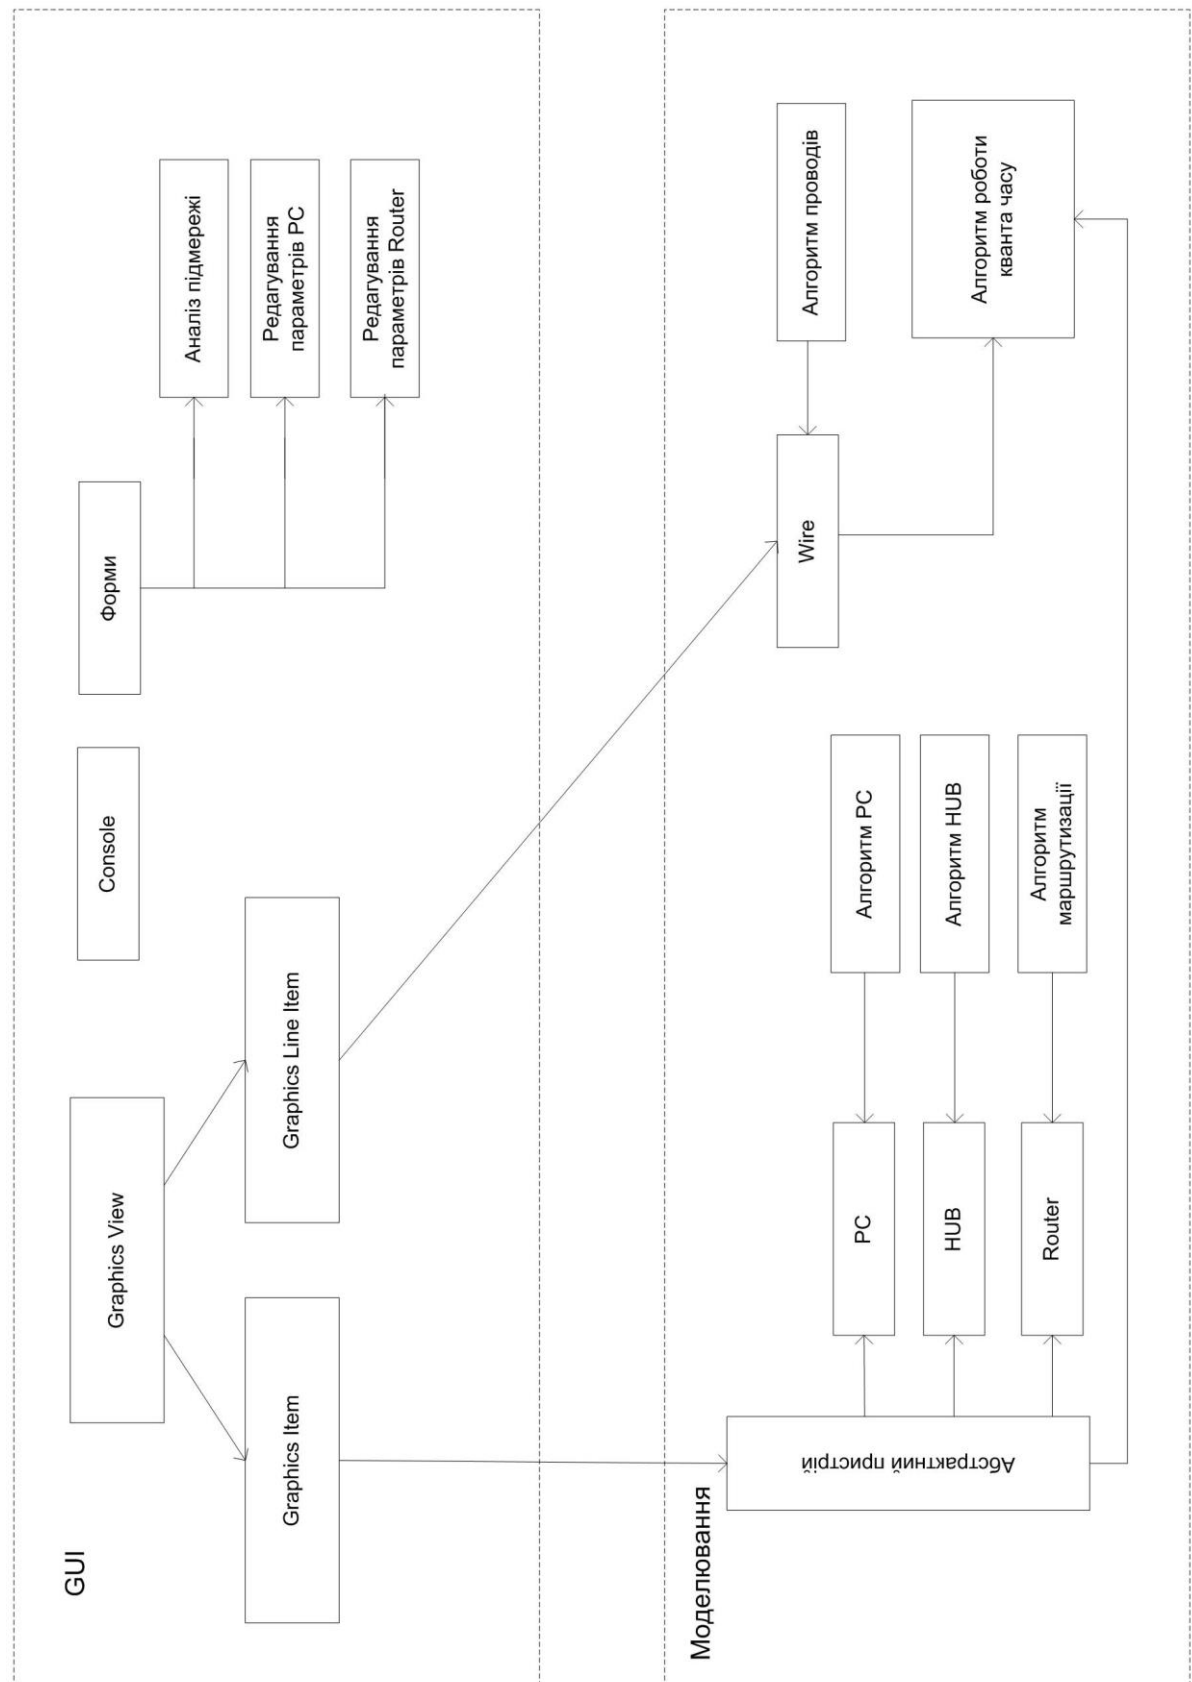 GUI
Graphics View
Console
Форми
Graphics Item
Graphics Line Item
Аналіз підмережі
Редагування
параметрів PC
Редагування
параметрів Router
Моделювання
Абстрактний пристрій
PC
HUB
Router
Алгоритм PC
Алгоритм HUB
Алгоритм
маршрутизації
Wire
Алгоритм проводів
Алгоритм роботи
кванта часу